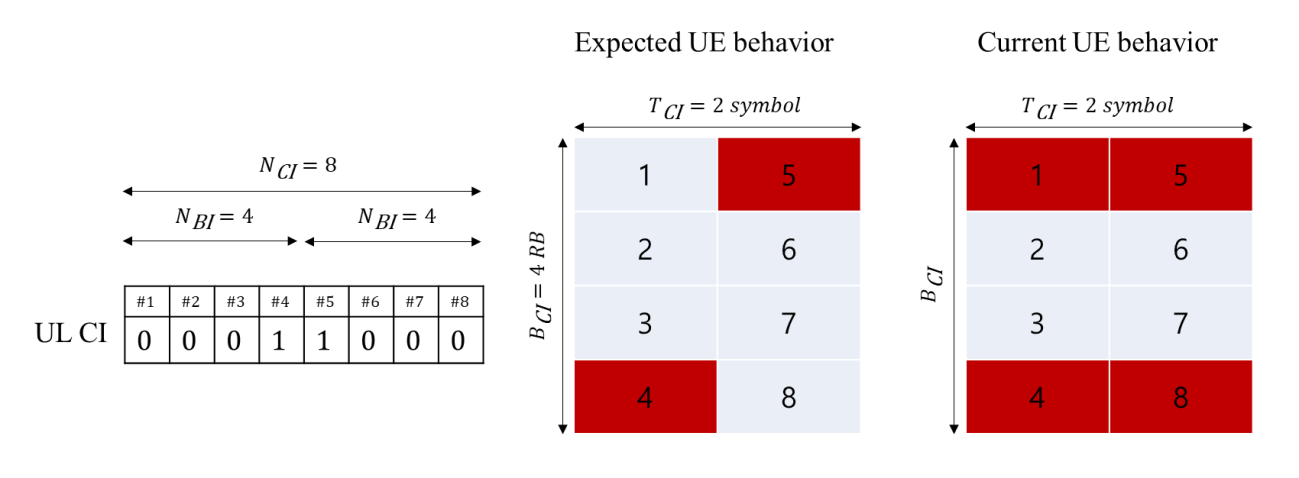 Expected UE behavior
Current UE behavior
T_CI = 2 symbol
T_CI = 2 symbol
N_CI = 8
N_BI = 4
N_BI = 4
#1 #2 #3 #4 #5 #6 #7 #8
UL CI 0 0 0 1 1 0 0 0
B_CI = 4 RB
1 5
2 6
3 7
4 8
B_CI
1 5
2 6
3 7
4 8